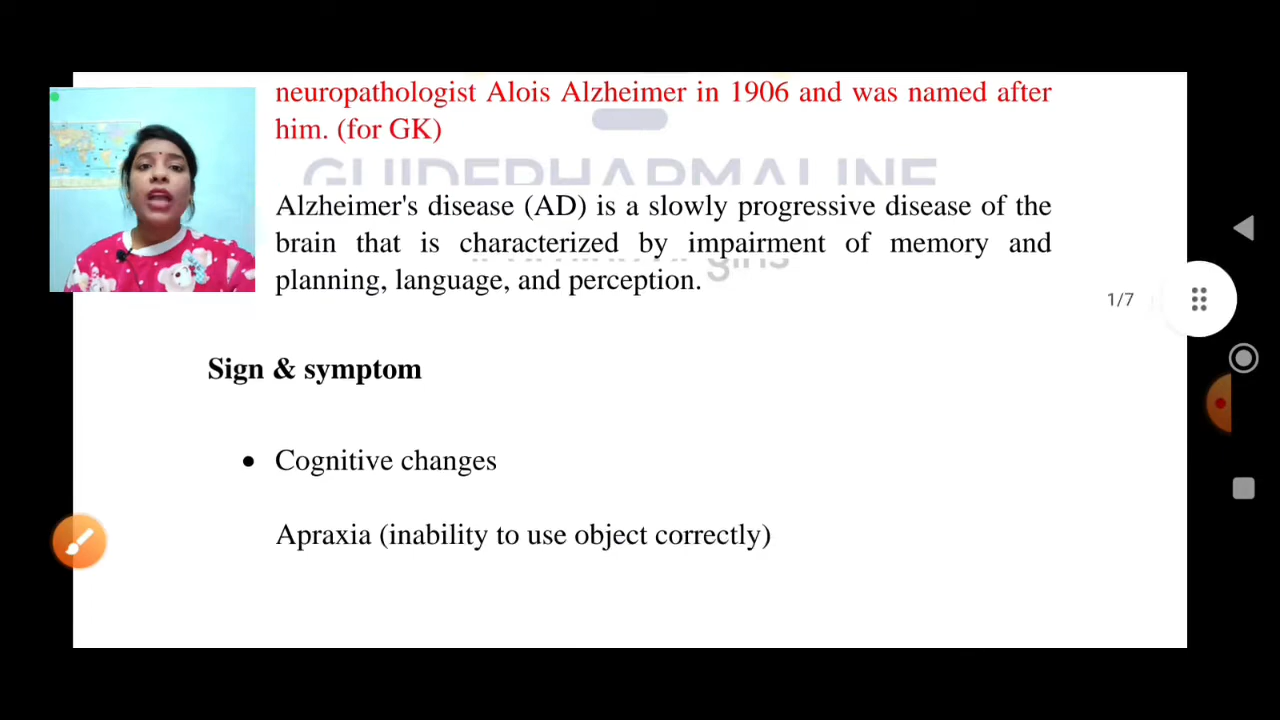 neuropathologist Alois Alzheimer in 1906 and was named after
him. (for GK)
GUIDEPHARMALINE
Alzheimer's disease (AD) is a slowly progressive disease of the
brain that is characterized by impairment of memory and
planning, language, and perception.
1/7
Sign & symptom
• Cognitive changes
Apraxia (inability to use object correctly)